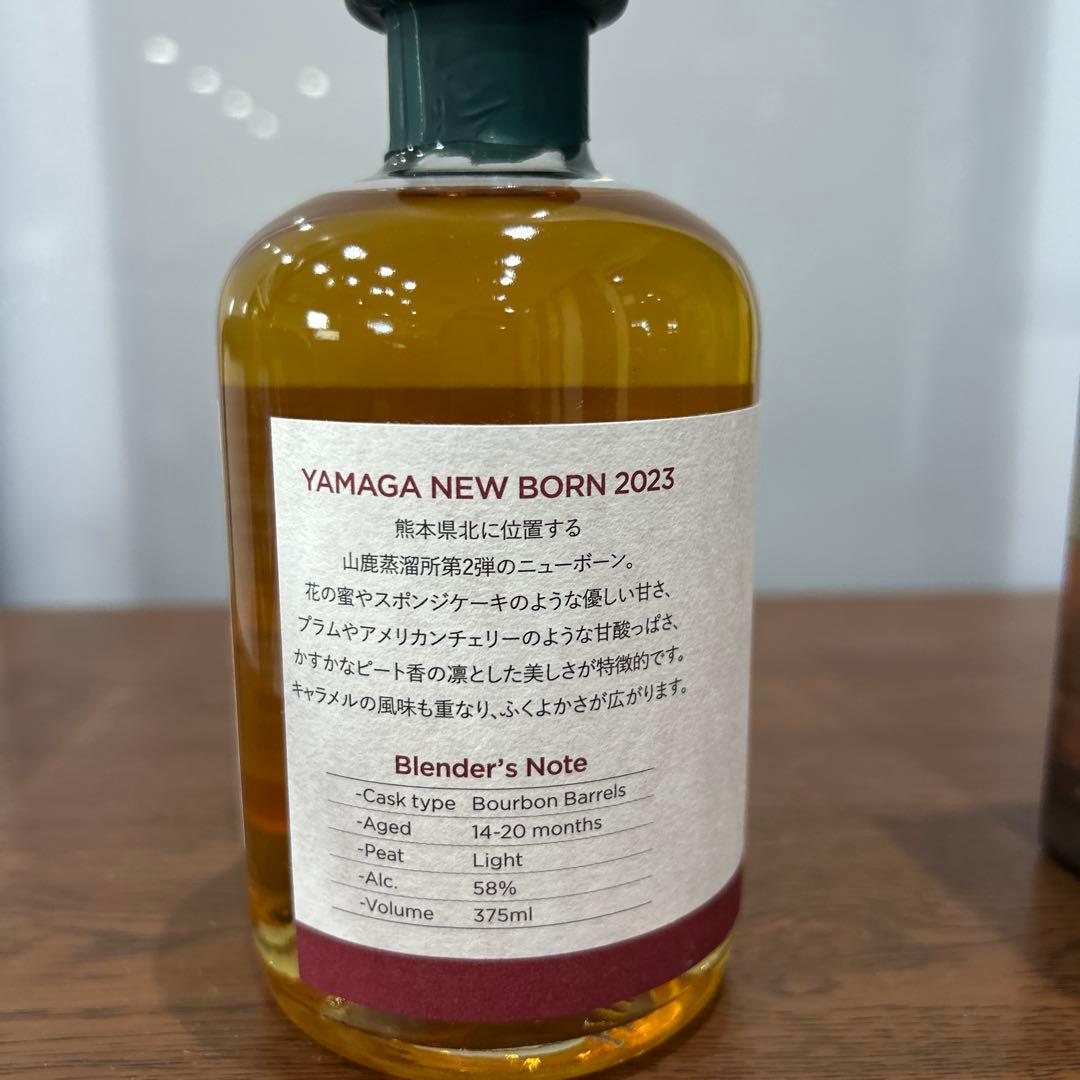 YAMAGA NEW BORN 2023
熊本県北に位置する
山鹿蒸溜所第2弾のニューボーン。
花の蜜やスポンジケーキのような優しい甘さ、
プラムやアメリカンチェリーのような甘酸っぱさ、
かすかなピート香の凛とした美しさが特徴的です。
キャラメルの風味も重なり、ふくよかさが広がります。
Blender's Note
-Cask type Bourbon Barrels
-Aged 14-20 months
-Peat Light
-Alc. 58%
-Volume 375ml